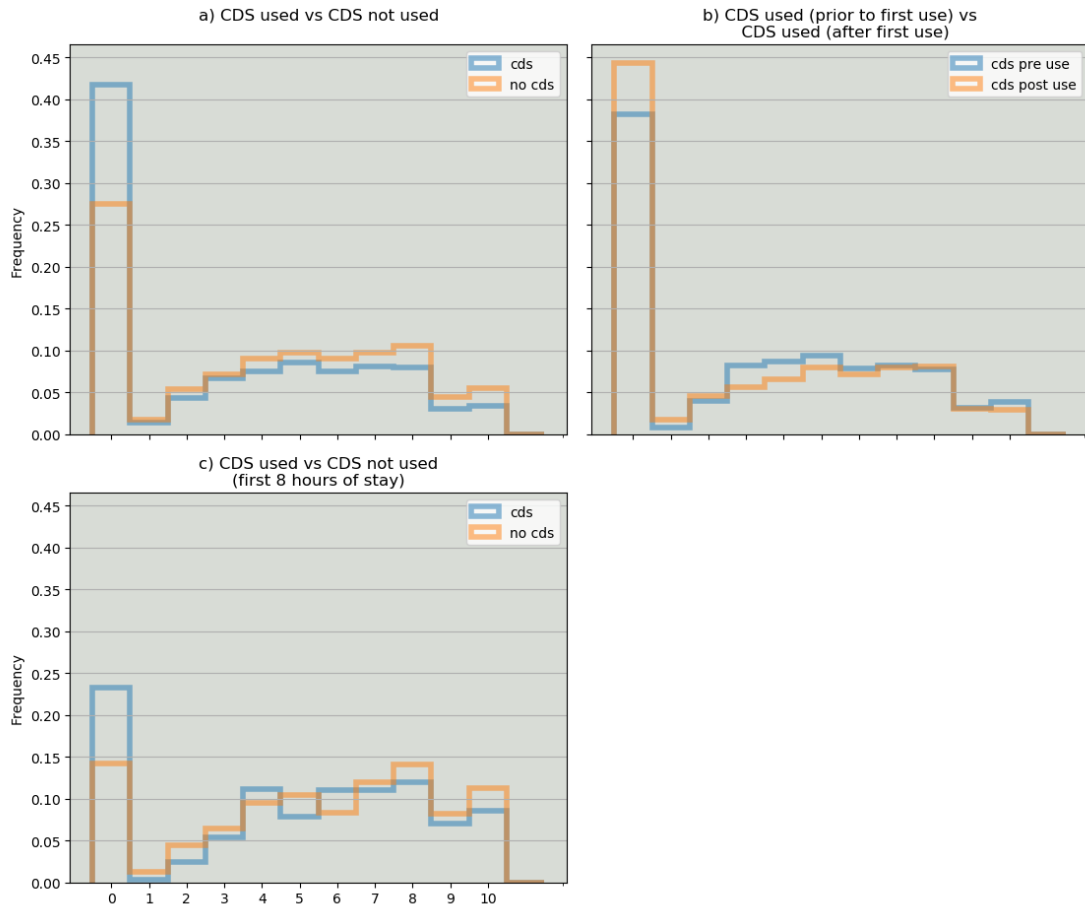 a) CDS used vs CDS not used
0.45
0.40
0.35
0.30
0.25
0.20
0.15
0.10
0.05
0.00
Frequency
cds
no cds
b) CDS used (prior to first use) vs
CDS used (after first use)
cds pre use
cds post use
c) CDS used vs CDS not used
(first 8 hours of stay)
0.45
0.40
0.35
0.30
0.25
0.20
0.15
0.10
0.05
0.00
Frequency
cds
no cds
0 1 2 3 4 5 6 7 8 9 10